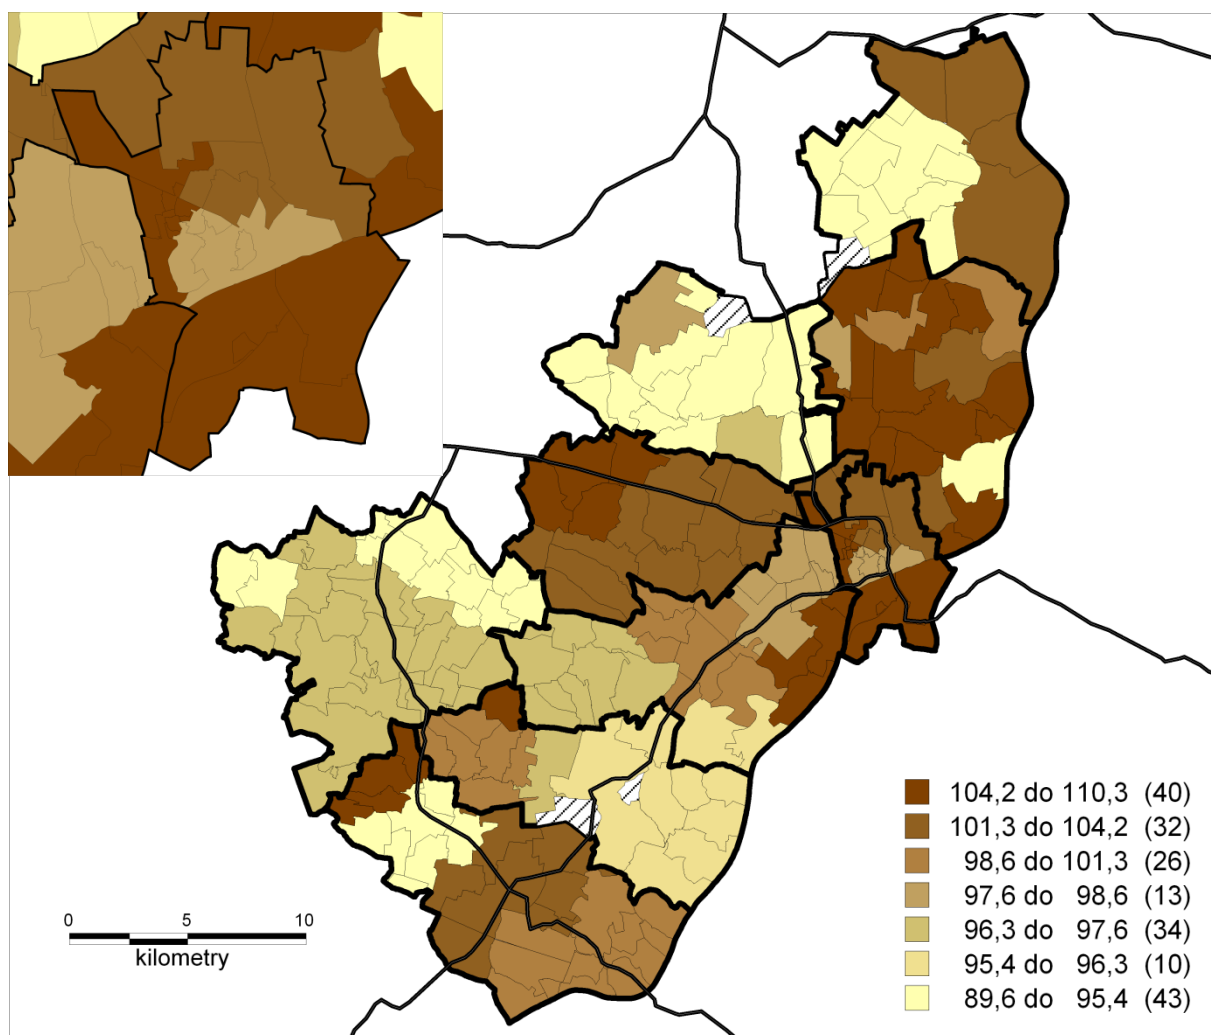 104,2 do 110,3 (40)
101,3 do 104,2 (32)
98,6 do 101,3 (26)
97,6 do 98,6 (13)
96,3 do 97,6 (34)
95,4 do 96,3 (10)
89,6 do 95,4 (43)
0 5 10
kilometry